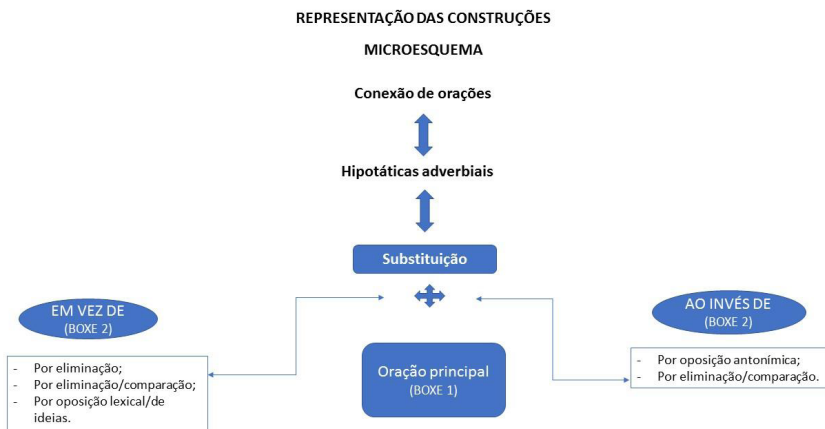 REPRESENTAÇÃO DAS CONSTRUÇÕES
MICROESQUEMA
Conexão de orações
Hipotáticas adverbiais
Substituição
EM VEZ DE
(BOXE 2)
- Por eliminação;
- Por eliminação/comparação;
- Por oposição lexical/de
ideias.
Oração principal
(BOXE 1)
AO INVÉS DE
(BOXE 2)
- Por oposição antonímica;
- Por eliminação/comparação.